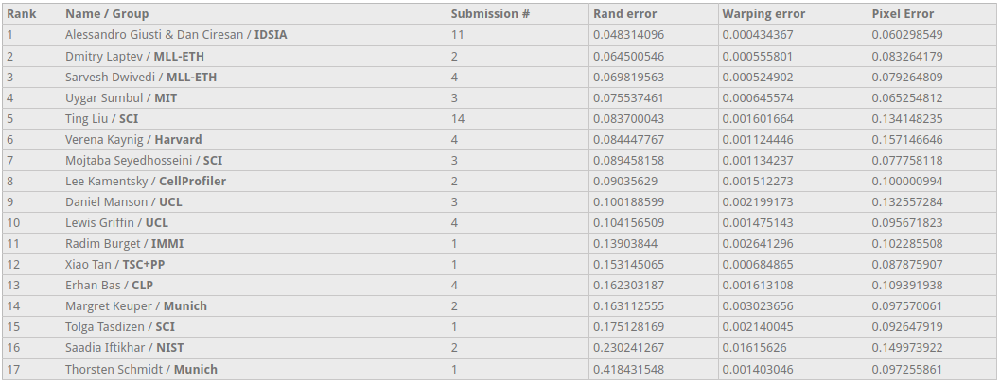 Rank Name / Group Submission # Rand error Warping error Pixel Error
1 Alessandro Giusti & Dan Ciresan / IDSIA 11 0.048314096 0.000434367 0.060298549
2 Dmitry Laptev / MLL-ETH 2 0.064500546 0.000555801 0.083264179
3 Sarvesh Dwivedi / MLL-ETH 4 0.069819563 0.000524902 0.079264809
4 Uygar Sumbul / MIT 3 0.075537461 0.000645574 0.065254812
5 Ting Liu / SCI 14 0.083700043 0.001601664 0.134148235
6 Verena Kaynig / Harvard 4 0.084447767 0.001124446 0.157146646
7 Mojtaba Seyedhosseini / SCI 3 0.089458158 0.001134237 0.077758118
8 Lee Kamentsky / CellProfiler 2 0.09035629 0.001512273 0.100000994
9 Daniel Manson / UCL 3 0.100188599 0.002199173 0.132557284
10 Lewis Griffin / UCL 4 0.104156509 0.001475143 0.095671823
11 Radim Burget / IMMI 1 0.13903844 0.002641296 0.102285508
12 Xiao Tan / TSC+PP 1 0.153145065 0.000684865 0.087875907
13 Erhan Bas / CLP 4 0.162303187 0.001613108 0.109391938
14 Margret Keuper / Munich 2 0.163112555 0.003023656 0.097570061
15 Tolga Tasdizen / SCI 1 0.175128169 0.002140045 0.092647919
16 Saadia Iftikhar / NIST 2 0.230241267 0.01615626 0.149973922
17 Thorsten Schmidt / Munich 1 0.418431548 0.001403046 0.097255861